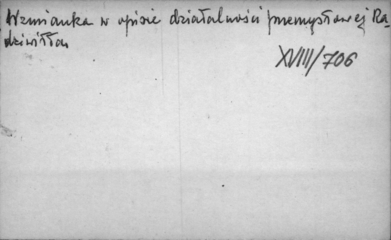 Wzmianka w opisie działalności przemysłowej Ra
dziwiłła
XVIII/706